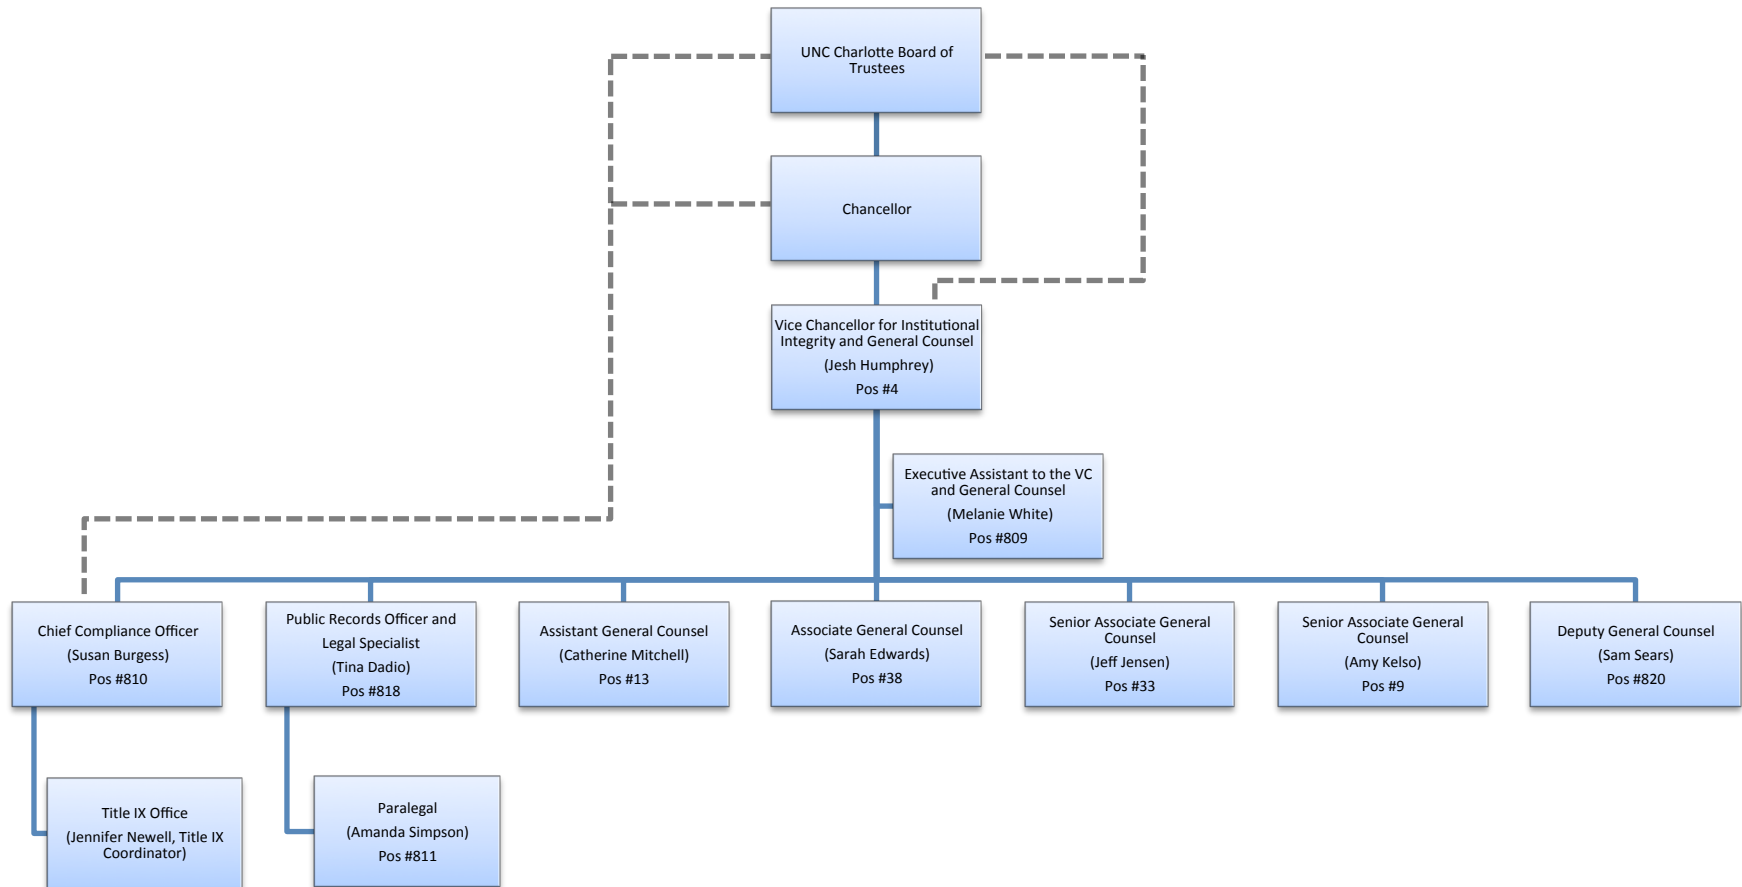 UNC Charlotte Board of
Trustees
Chancellor
Vice Chancellor for Institutional
Integrity and General Counsel
(Jesh Humphrey)
Pos #4
Executive Assistant to the VC
and General Counsel
(Melanie White)
Pos #809
Chief Compliance Officer
(Susan Burgess)
Pos #810
Public Records Officer and
Legal Specialist
(Tina Dadio)
Pos #818
Assistant General Counsel
(Catherine Mitchell)
Pos #13
Associate General Counsel
(Sarah Edwards)
Pos #38
Senior Associate General
Counsel
(Jeff Jensen)
Pos #33
Senior Associate General
Counsel
(Amy Kelso)
Pos #9
Deputy General Counsel
(Sam Sears)
Pos #820
Title IX Office
(Jennifer Newell, Title IX
Coordinator)
Paralegal
(Amanda Simpson)
Pos #811